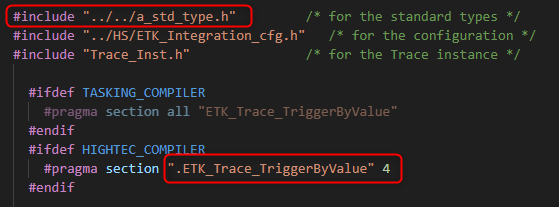 #include "../../a_std_type.h" /* for the standard types */
#include "../HS/ETK_Integration_cfg.h" /* for the configuration */
#include "Trace_Inst.h" /* for the Trace instance */
#ifdef TASKING_COMPILER
#pragma section all "ETK_Trace_TriggerByValue"
#endif
#ifdef HIGHTEC_COMPILER
#pragma section ".ETK_Trace_TriggerByValue" 4
#endif